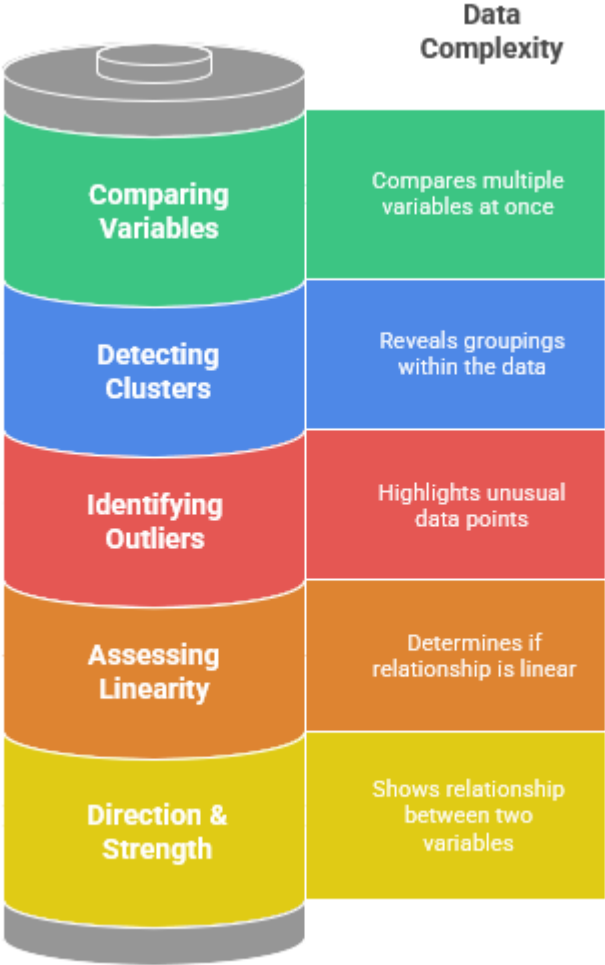 Data
Complexity
Comparing
Variables
Compares multiple
variables at once
Detecting
Clusters
Reveals groupings
within the data
Identifying
Outliers
Highlights unusual
data points
Assessing
Linearity
Determines if
relationship is linear
Direction &
Strength
Shows relationship
between two
variables